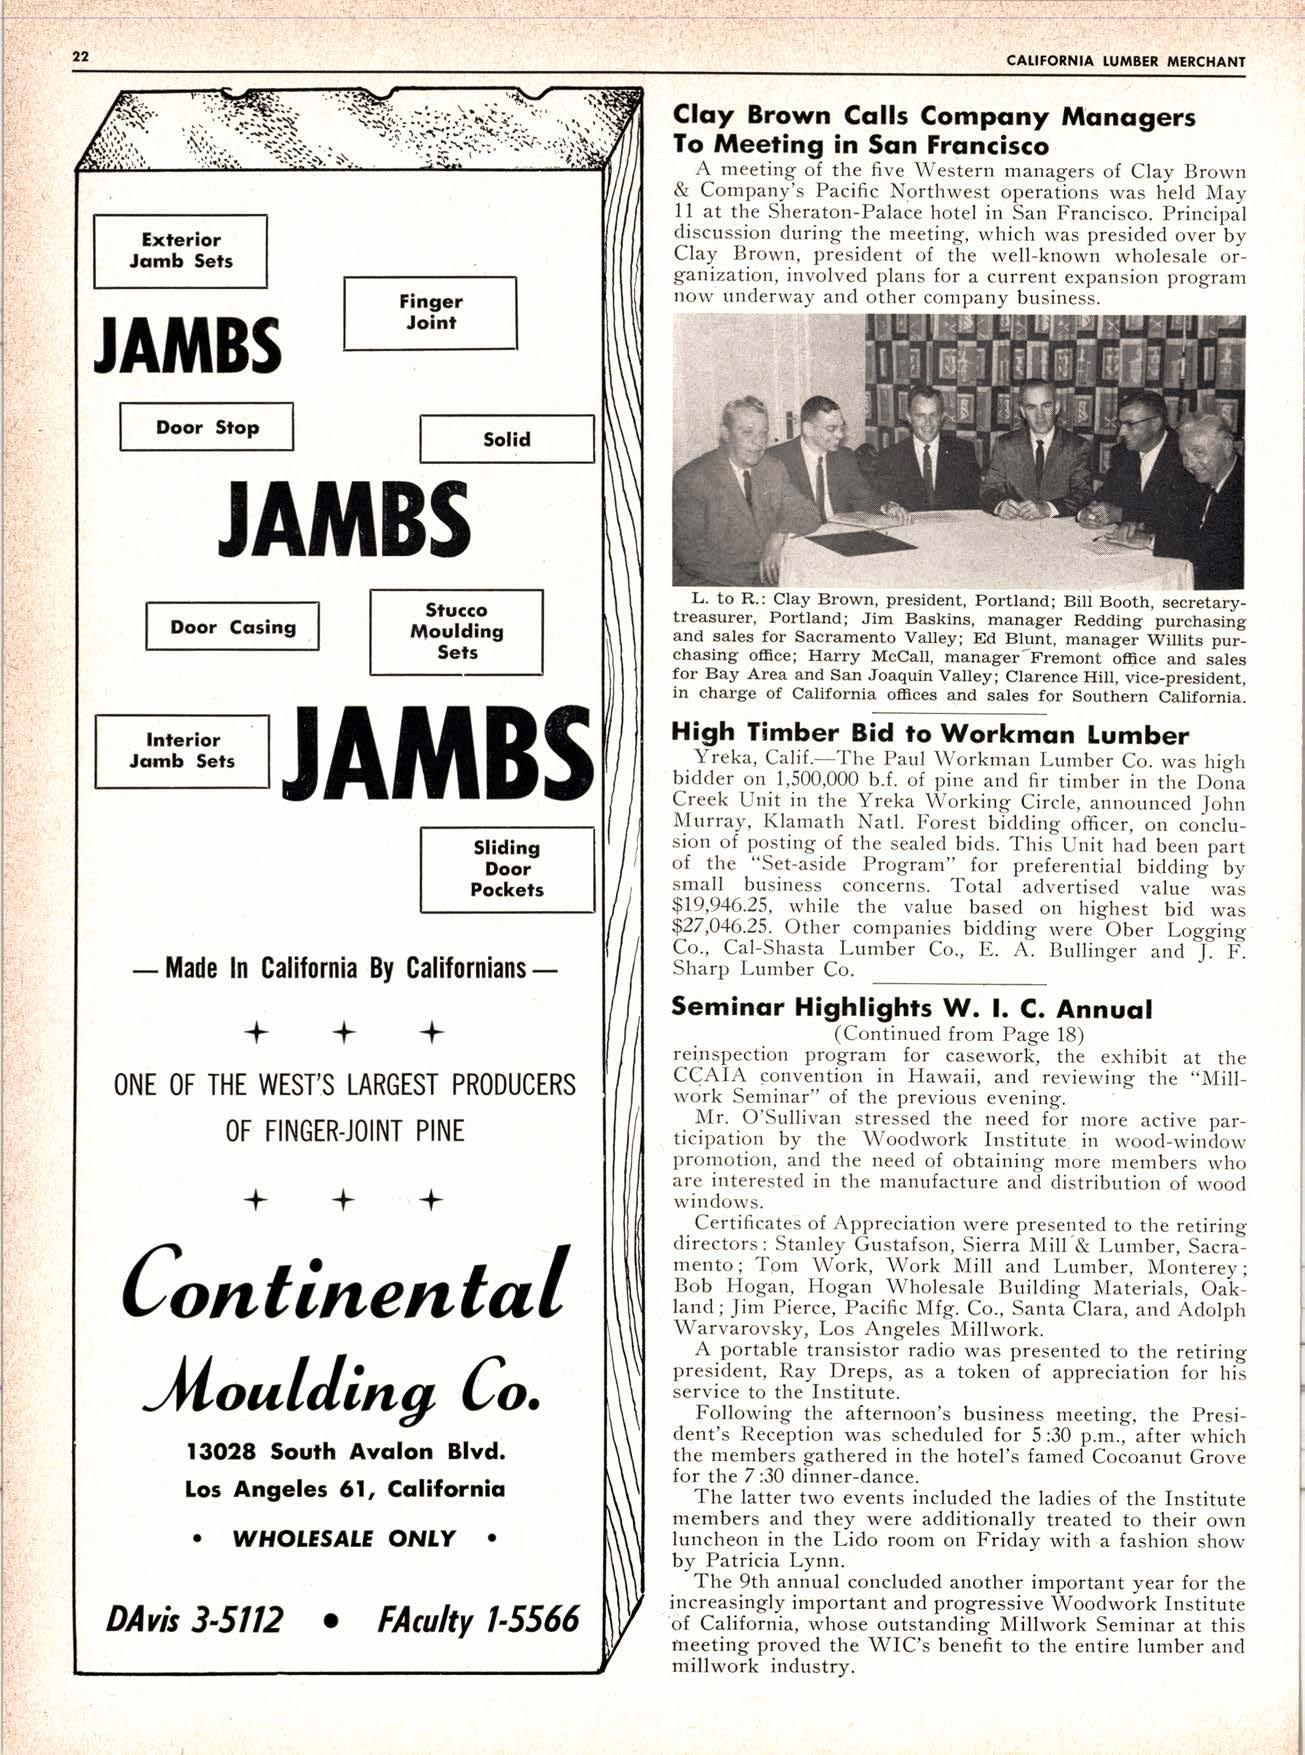 22
CALIFORNIA LUMBER MERCHANT
Exterior
Jamb Sets
Finger
Joint
JAMBS
Door Stop
Solid
JAMBS
Door Casing
Stucco
Moulding
Sets
Interior
Jamb Sets
JAMBS
Sliding
Door
Pockets
— Made In California By Californians —
ONE OF THE WEST'S LARGEST PRODUCERS
OF FINGER-JOINT PINE
Continental
Moulding Co.
13028 South Avalon Blvd.
Los Angeles 61, California
• WHOLESALE ONLY •
DAvis 3-5112 • FAculty 1-5566
Clay Brown Calls Company Managers
To Meeting in San Francisco
A meeting of the five Western managers of Clay Brown
& Company's Pacific Northwest operations was held May
11 at the Sheraton-Palace hotel in San Francisco. Principal
discussion during the meeting, which was presided over by
Clay Brown, president of the well-known wholesale or-
ganization, involved plans for a current expansion program
now underway and other company business.
L. to R.: Clay Brown, president, Portland; Bill Booth, secretary-
treasurer, Portland; Jim Baskins, manager Redding purchasing
and sales for Sacramento Valley; Ed Blunt, manager Willits pur-
chasing office; Harry McCall, manager Fremont office and sales
for Bay Area and San Joaquin Valley; Clarence Hill, vice-president,
in charge of California offices and sales for Southern California.
High Timber Bid to Workman Lumber
Yreka, Calif.—The Paul Workman Lumber Co. was high
bidder on 1,500,000 b.f. of pine and fir timber in the Dona
Creek Unit in the Yreka Working Circle, announced John
Murray, Klamath Natl. Forest bidding officer, on conclu-
sion of posting of the sealed bids. This Unit had been part
of the "Set-aside Program" for preferential bidding by
small business concerns. Total advertised value was
$19,946.25, while the value based on highest bid was
$27,046.25. Other companies bidding were Ober Logging
Co., Cal-Shasta Lumber Co., E. A. Bullinger and J. F.
Sharp Lumber Co.
Seminar Highlights W. I. C. Annual
(Continued from Page 18)
reinspection program for casework, the exhibit at the
CCAIA convention in Hawaii, and reviewing the "Mill-
work Seminar" of the previous evening.
Mr. O'Sullivan stressed the need for more active par-
ticipation by the Woodwork Institute in wood-window
promotion, and the need of obtaining more members who
are interested in the manufacture and distribution of wood
windows.
Certificates of Appreciation were presented to the retiring
directors: Stanley Gustafson, Sierra Mill & Lumber, Sacra-
mento; Tom Work, Work Mill and Lumber, Monterey;
Bob Hogan, Hogan Wholesale Building Materials, Oak-
land; Jim Pierce, Pacific Mfg. Co., Santa Clara, and Adolph
Warvarovsky, Los Angeles Millwork.
A portable transistor radio was presented to the retiring
president, Ray Dreps, as a token of appreciation for his
service to the Institute.
Following the afternoon's business meeting, the Presi-
dent's Reception was scheduled for 5:30 p.m., after which
the members gathered in the hotel's famed Cocoanut Grove
for the 7:30 dinner-dance.
The latter two events included the ladies of the Institute
members and they were additionally treated to their own
luncheon in the Lido room on Friday with a fashion show
by Patricia Lynn.
The 9th annual concluded another important year for the
increasingly important and progressive Woodwork Institute
of California, whose outstanding Millwork Seminar at this
meeting proved the WIC's benefit to the entire lumber and
millwork industry.